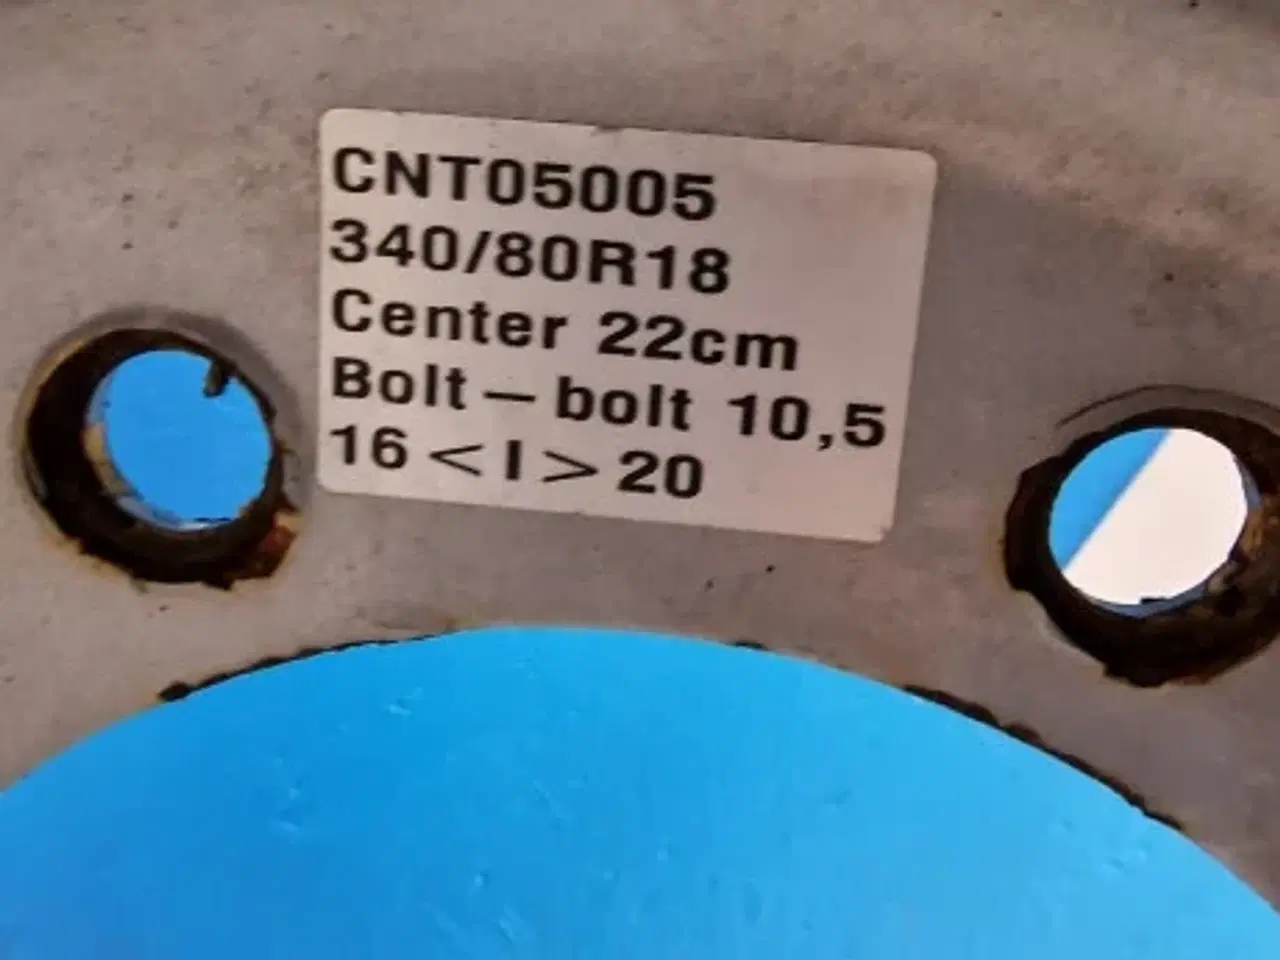 CNT05005
340/80R18
Center 22cm
Bolt – bolt 10,5
16 < I > 20